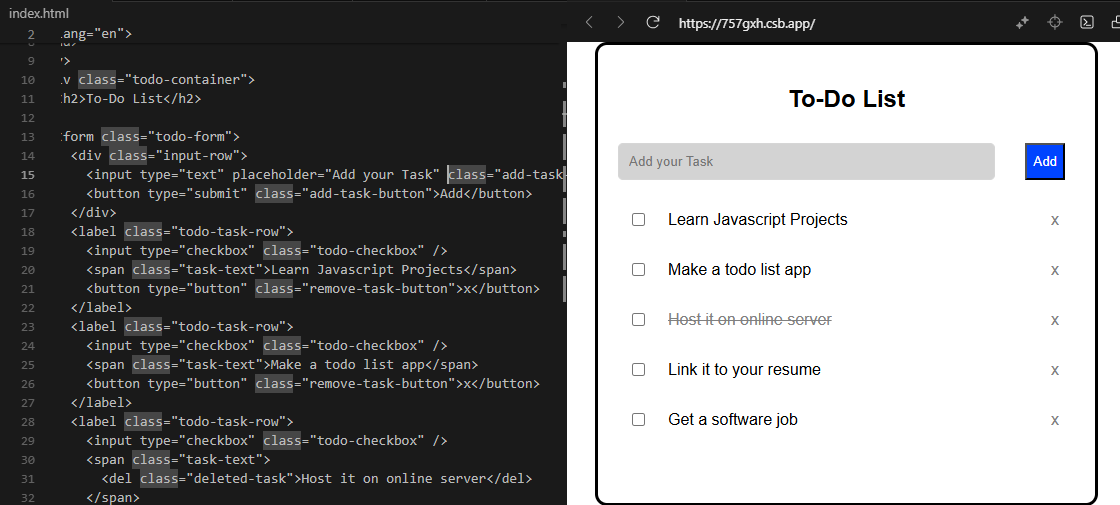 index.html
https://757gxh.csb.app/
2 lang="en">
8
9
10 class="todo-container">
11 h2>To-Do List</h2>
12
13 form class="todo-form">
14 <div class="input-row">
15 <input type="text" placeholder="Add your Task" class="add-task-
16 <button type="submit" class="add-task-button">Add</button>
17 </div>
18 <label class="todo-task-row">
19 <input type="checkbox" class="todo-checkbox" />
20 <span class="task-text">Learn Javascript Projects</span>
21 <button type="button" class="remove-task-button">x</button>
22 </label>
23 <label class="todo-task-row">
24 <input type="checkbox" class="todo-checkbox" />
25 <span class="task-text">Make a todo list app</span>
26 <button type="button" class="remove-task-button">x</button>
27 </label>
28 <label class="todo-task-row">
29 <input type="checkbox" class="todo-checkbox" />
30 <span class="task-text">
31 <del class="deleted-task">Host it on online server</del>
32 </span>
To-Do List
Add your Task Add
Learn Javascript Projects x
Make a todo list app x
Host it on online server x
Link it to your resume x
Get a software job x